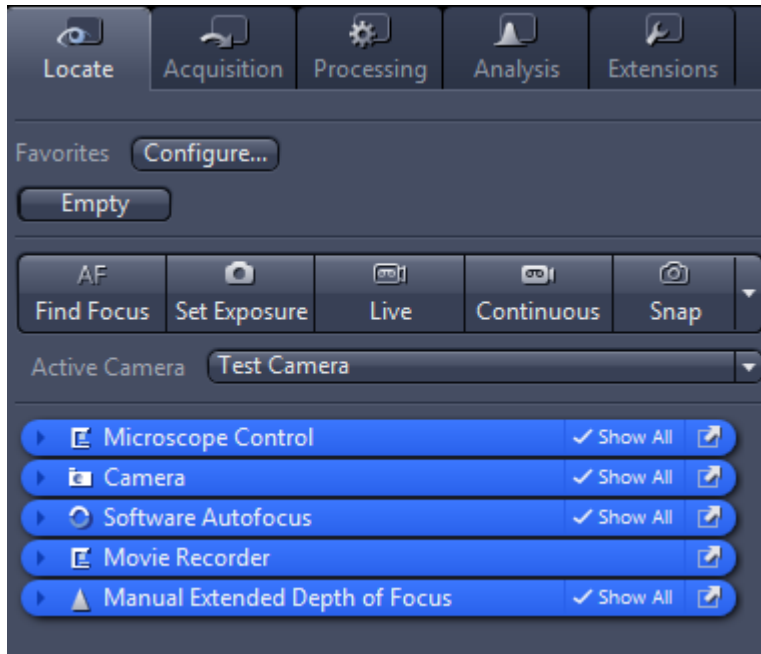 Locate Acquisition Processing Analysis Extensions
Favorites Configure...
Empty
AF
Find Focus Set Exposure Live Continuous Snap
Active Camera Test Camera
Microscope Control Show All
Camera Show All
Software Autofocus Show All
Movie Recorder
Manual Extended Depth of Focus Show All